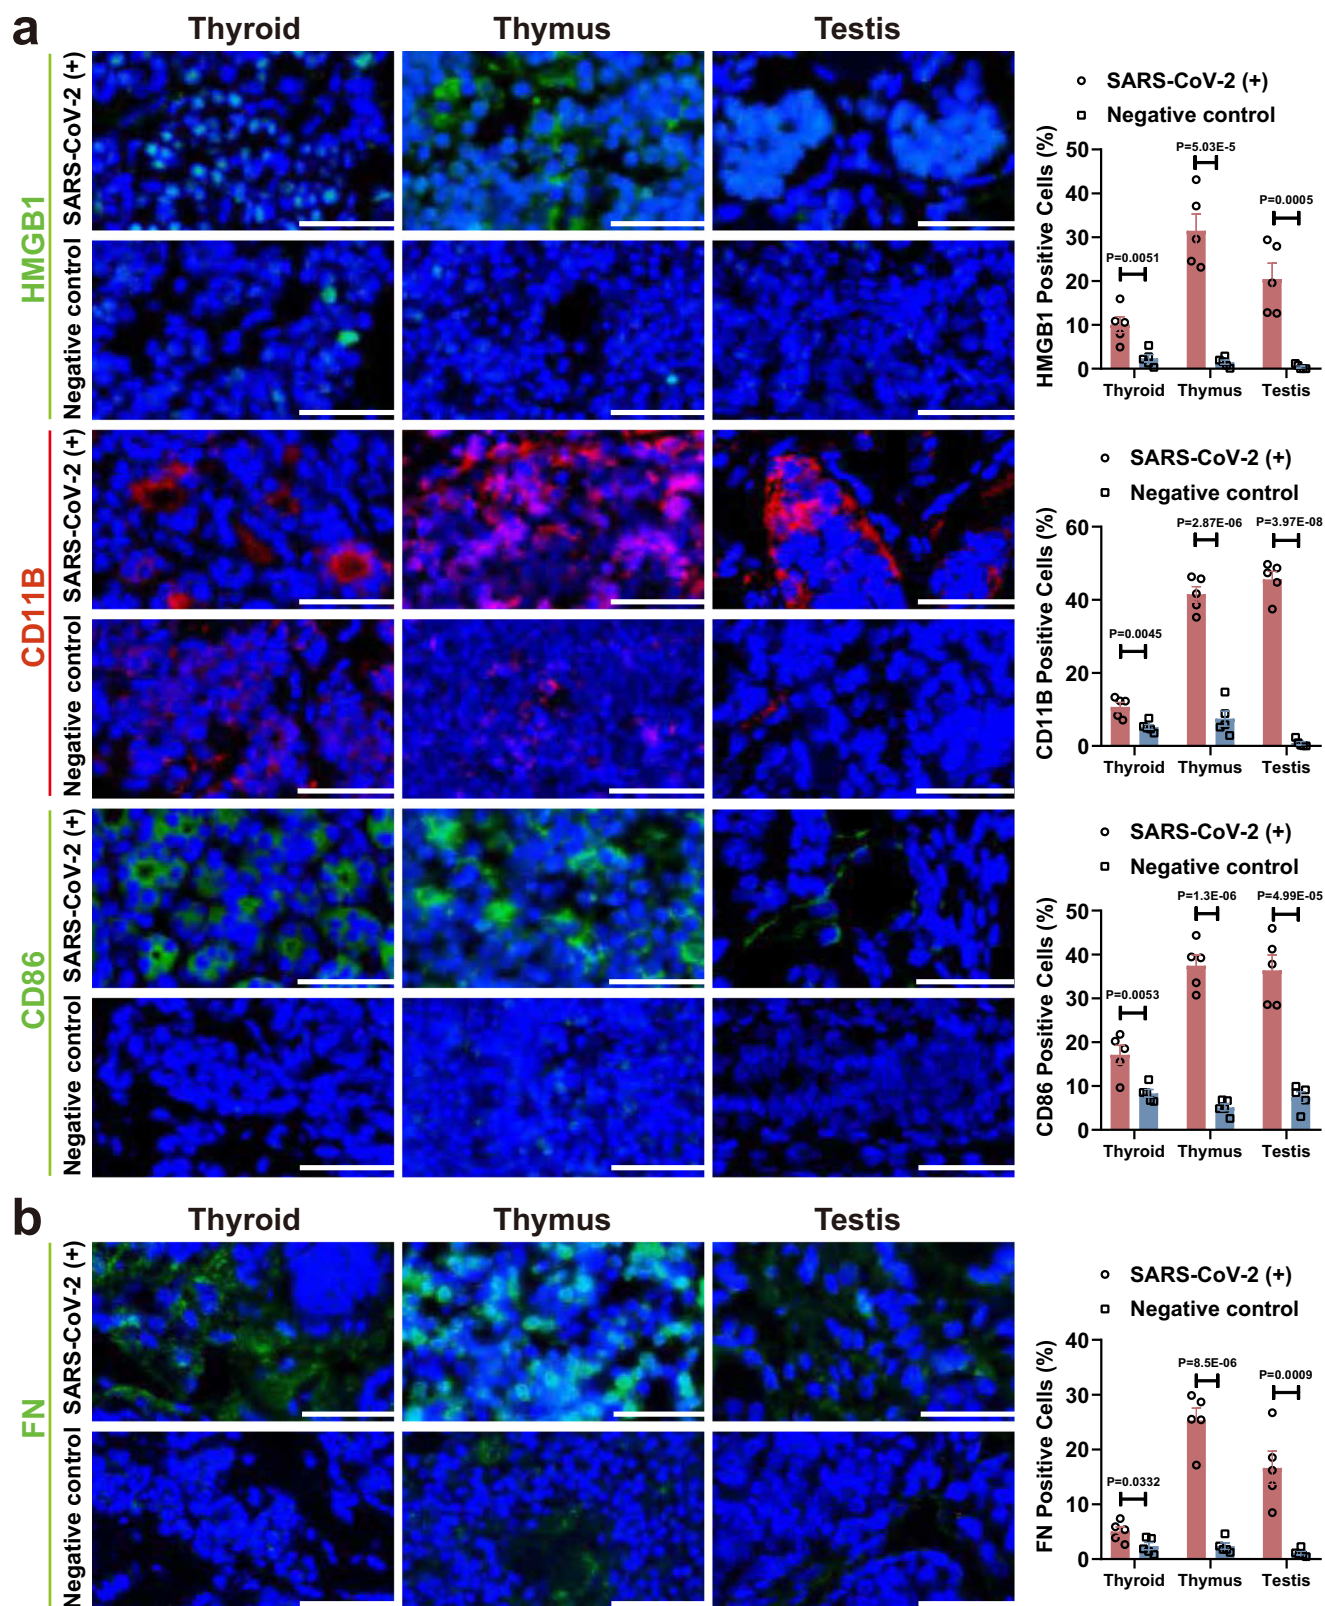 a
Thyroid Thymus Testis
HMGB1
SARS-CoV-2 (+)
Negative control
SARS-CoV-2 (+)
Negative control
HMGB1 Positive Cells (%)
50
40
30
20
10
0
P=0.0051
P=5.03E-5
P=0.0005
Thyroid Thymus Testis
CD11B
SARS-CoV-2 (+)
Negative control
SARS-CoV-2 (+)
Negative control
CD11B Positive Cells (%)
60
40
20
0
P=0.0045
P=2.87E-06
P=3.97E-08
Thyroid Thymus Testis
CD86
SARS-CoV-2 (+)
Negative control
SARS-CoV-2 (+)
Negative control
CD86 Positive Cells (%)
50
40
30
20
10
0
P=0.0053
P=1.3E-06
P=4.99E-05
Thyroid Thymus Testis
b
Thyroid Thymus Testis
FN
SARS-CoV-2 (+)
Negative control
SARS-CoV-2 (+)
Negative control
FN Positive Cells (%)
40
30
20
10
0
P=0.0332
P=8.5E-06
P=0.0009
Thyroid Thymus Testis